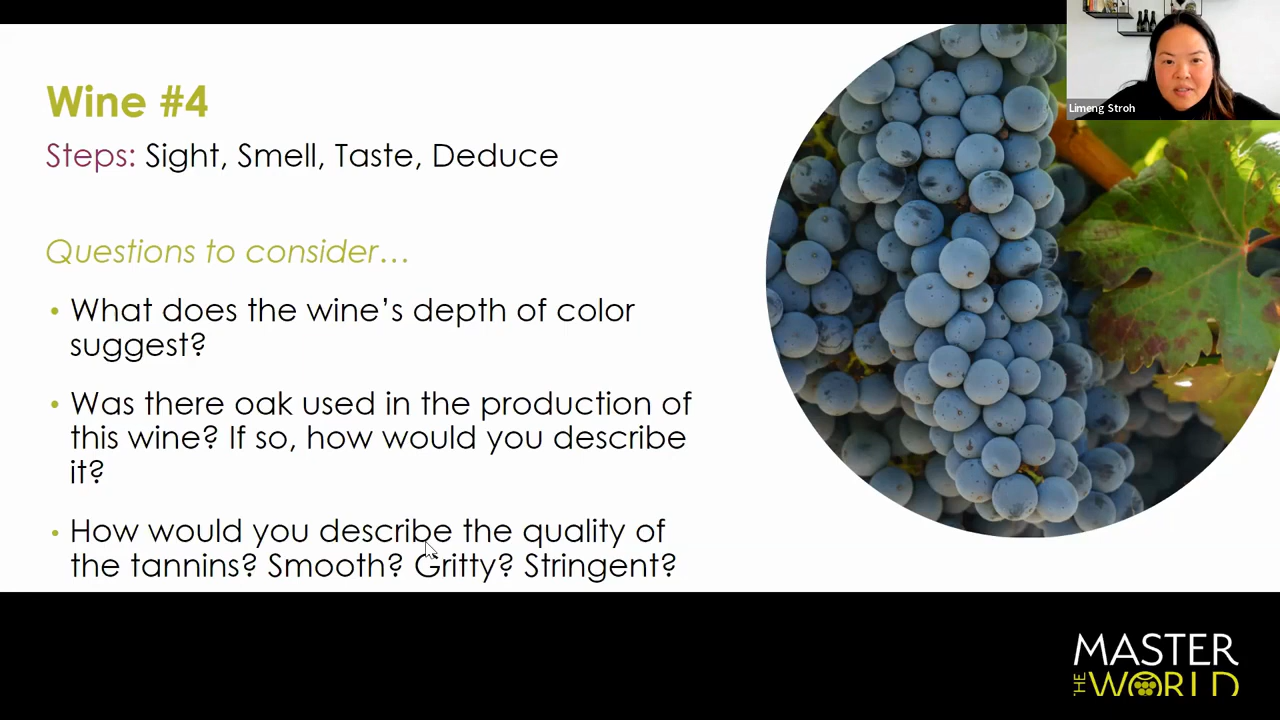 Wine #4
Steps: Sight, Smell, Taste, Deduce
Questions to consider…
• What does the wine’s depth of color
suggest?
• Was there oak used in the production of
this wine? If so, how would you describe
it?
• How would you describe the quality of
the tannins? Smooth? Gritty? Stringent?
Limeng Stroh
MASTER
THE WORLD